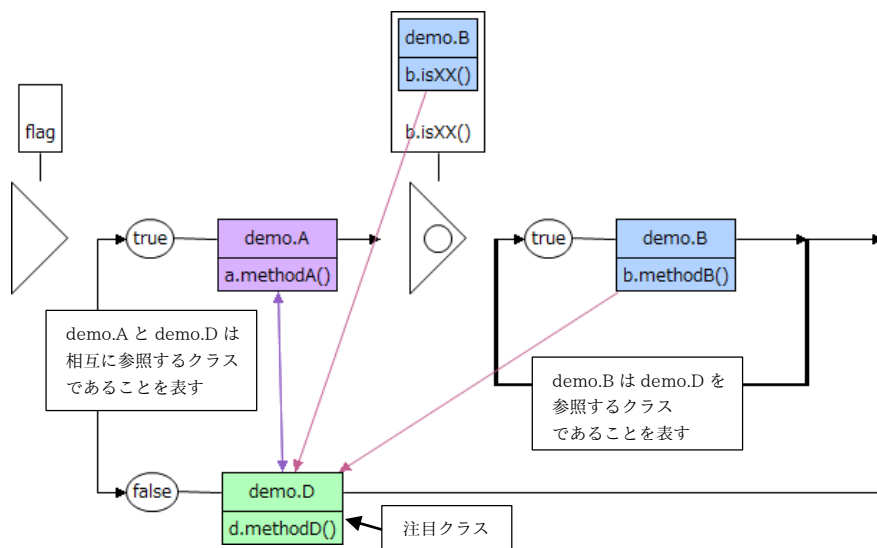 demo.B
b.isXX()
b.isXX()
flag
true
demo.A
a.methodA()
true
demo.B
b.methodB()
demo.A と demo.D は
相互に参照するクラス
であることを表す
demo.B は demo.D を
参照するクラス
であることを表す
false
demo.D
d.methodD()
注目クラス